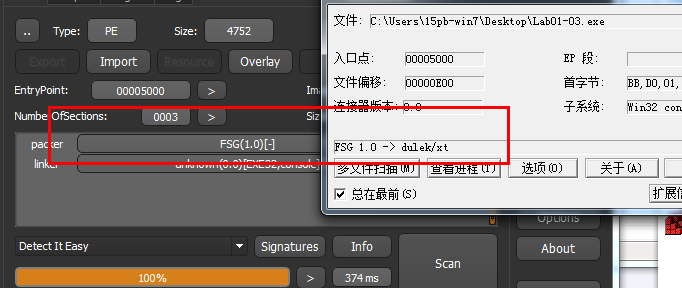 .. Type: PE Size: 4752
Export Import Resource Overlay
EntryPoint: 00005000 > Ima
NumberOfSections: 0003 > Siz
packer FSG(1.0)[-]
linker unknown(0.0)[EXE32,console]
Detect It Easy Signatures Info Scan
100% > 374 ms
Options
About
文件: C:\Users\15pb-win7\Desktop\Lab01-03.exe
入口点: 00005000 EP 段:
文件偏移: 00000E00 首字节: BB,D0,01,
连接器版本: 0.0 子系统: Win32 con
FSG 1.0 -> dulek/xt
多文件扫描(M) 查看进程(T) 选项(O) 关于(A)
总在最前(S) 扩展信